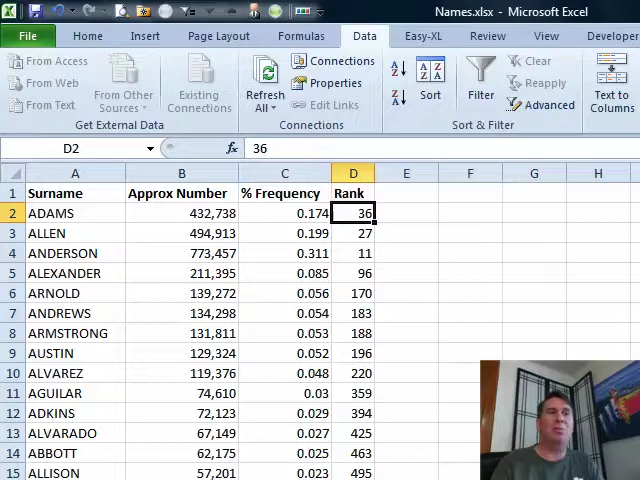 Names.xlsx - Microsoft Excel
File Home Insert Page Layout Formulas Data Easy-XL Review View Developer
From Access
From Web
From Text
From Other Sources
Existing Connections
Get External Data
Refresh All
Connections
Properties
Edit Links
Connections
Sort
Filter
Clear
Reapply
Advanced
Sort & Filter
Text to Columns
D2 fx 36
A B C D E F G H
1 Surname Approx Number % Frequency Rank
2 ADAMS 432,738 0.174 36
3 ALLEN 494,913 0.199 27
4 ANDERSON 773,457 0.311 11
5 ALEXANDER 211,395 0.085 96
6 ARNOLD 139,272 0.056 170
7 ANDREWS 134,298 0.054 183
8 ARMSTRONG 131,811 0.053 188
9 AUSTIN 129,324 0.052 196
10 ALVAREZ 119,376 0.048 220
11 AGUILAR 74,610 0.03 359
12 ADKINS 72,123 0.029 394
13 ALVARADO 67,149 0.027 425
14 ABBOTT 62,175 0.025 463
15 ALLISON 57,201 0.023 495